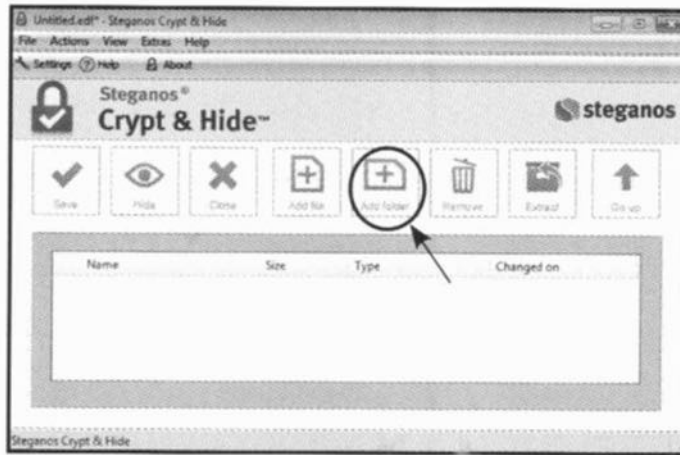 Untitled.edf* - Steganos Crypt & Hide
File Actions View Extras Help
Settings ? Help About
Steganos®
Crypt & Hide™
steganos
Save Hide Close Add file Add folder Remove Extract Go up
Name Size Type Changed on
Steganos Crypt & Hide